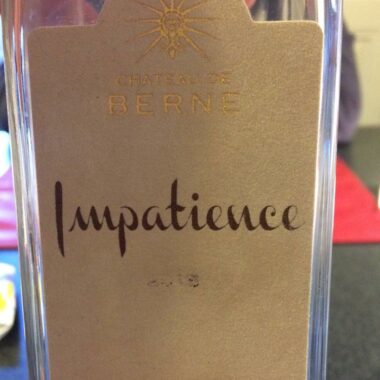 CHATEAU DE
BERNE
Impatience